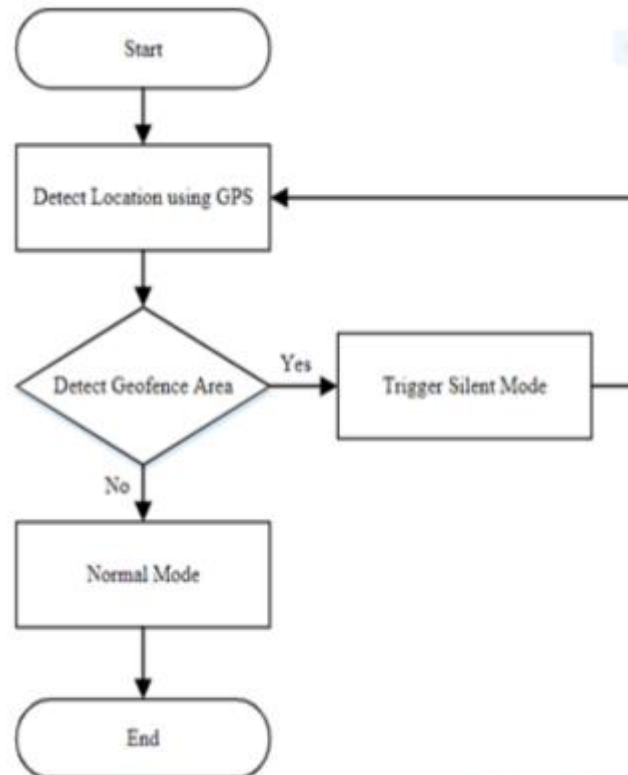 Start
Detect Location using GPS
Detect Geofence Area
Yes
Trigger Silent Mode
No
Normal Mode
End